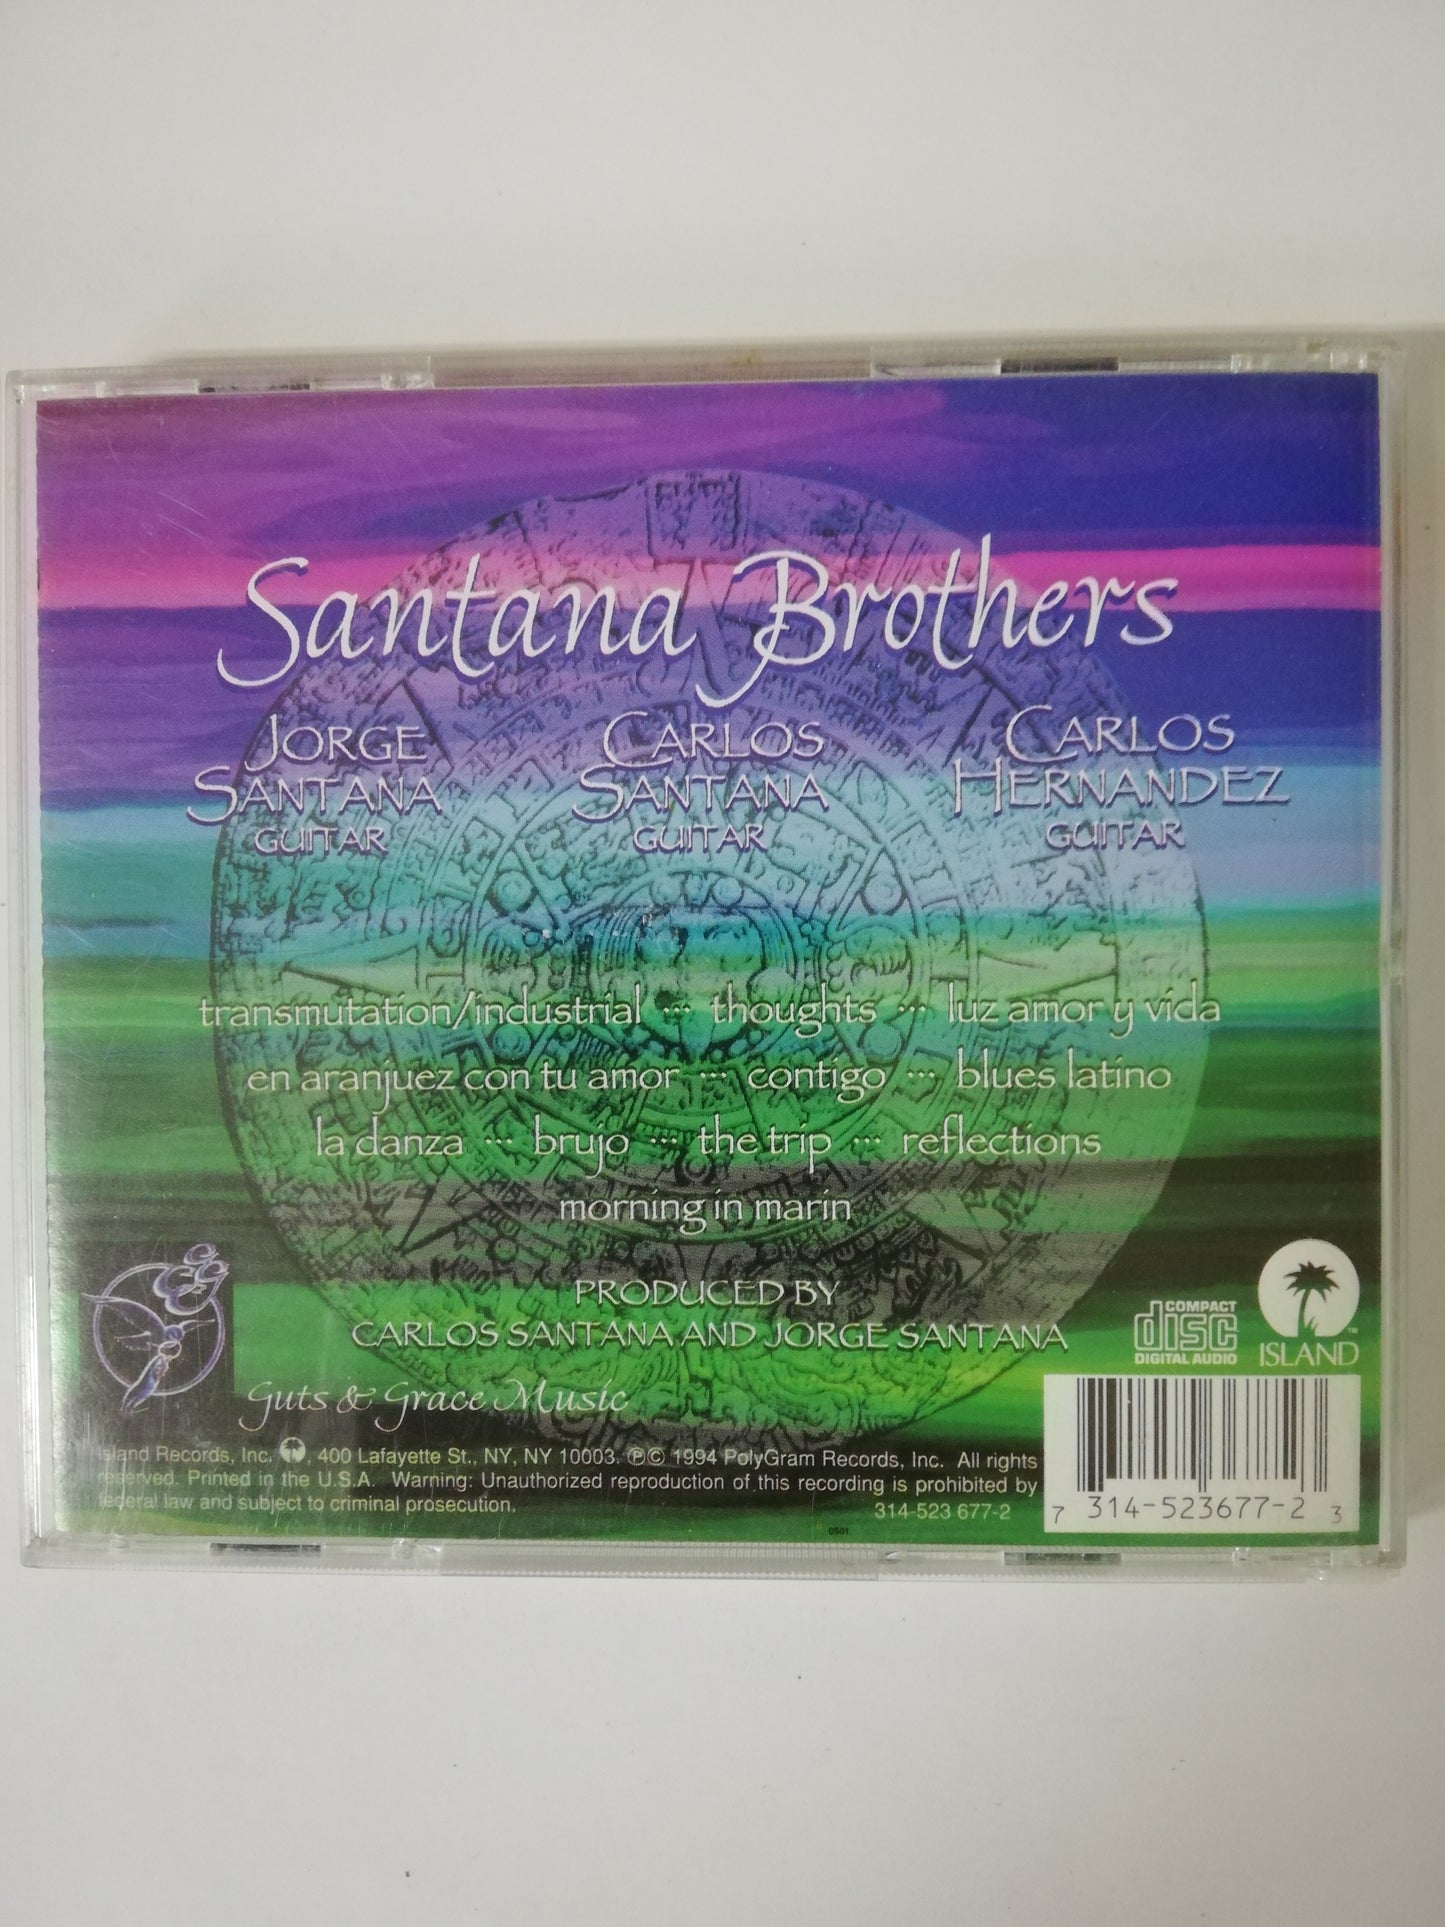 Santana Brothers
JORGE SANTANA GUITAR
CARLOS SANTANA GUITAR
CARLOS HERNANDEZ GUITAR
transmutation/industrial ··· thoughts ··· luz amor y vida
en aranjuez con tu amor ··· contigo ··· blues latino
la danza ··· brujo ··· the trip ··· reflections
morning in marin
PRODUCED BY
CARLOS SANTANA AND JORGE SANTANA
Guts & Grace Music
COMPACT
disc
DIGITAL AUDIO
ISLAND™
Island Records, Inc. , 400 Lafayette St., NY, NY 10003. ℗© 1994 PolyGram Records, Inc. All rights
reserved. Printed in the U.S.A. Warning: Unauthorized reproduction of this recording is prohibited by
federal law and subject to criminal prosecution.
314-523 677-2
0501
7 314-523677-2 3